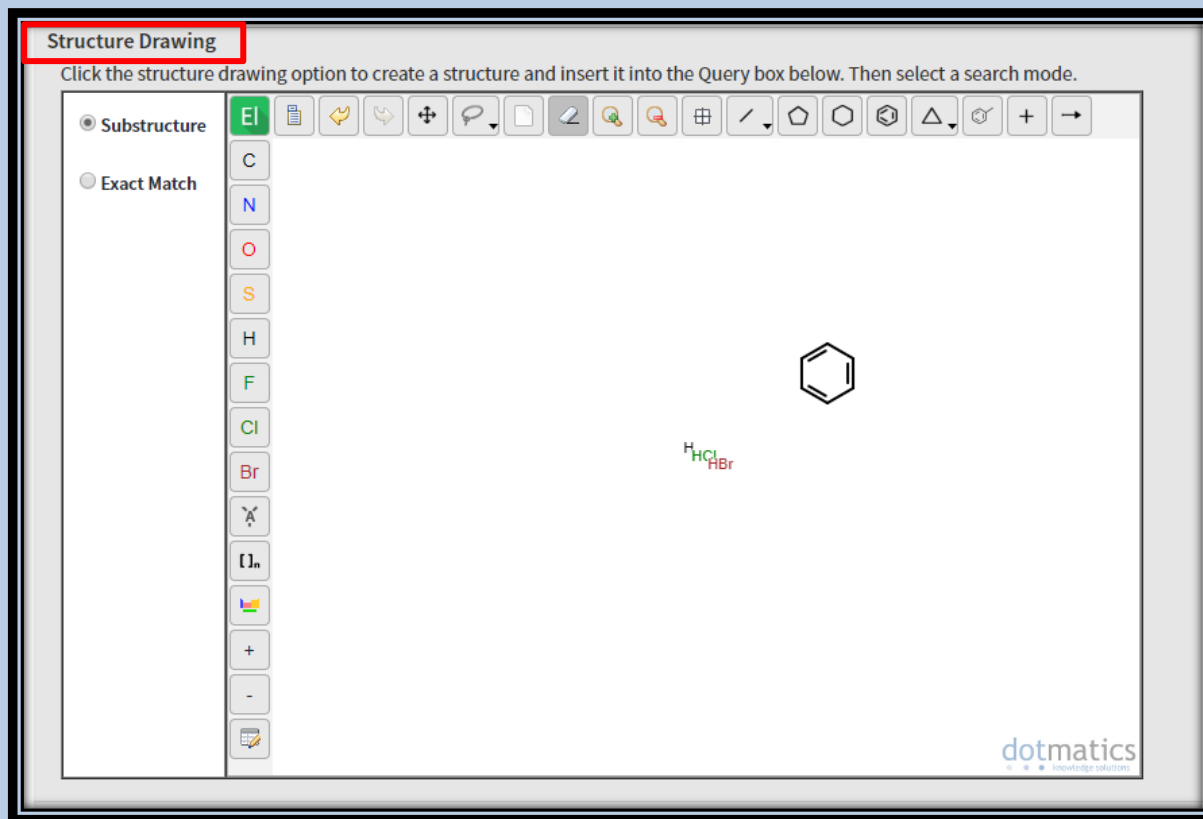 Structure Drawing
Click the structure drawing option to create a structure and insert it into the Query box below. Then select a search mode.
Substructure
Exact Match
El
+
C
N
O
S
H
F
Cl
Br
A
[ ]n
+
-
H
HCl
HBr
dotmatics
knowledge solutions